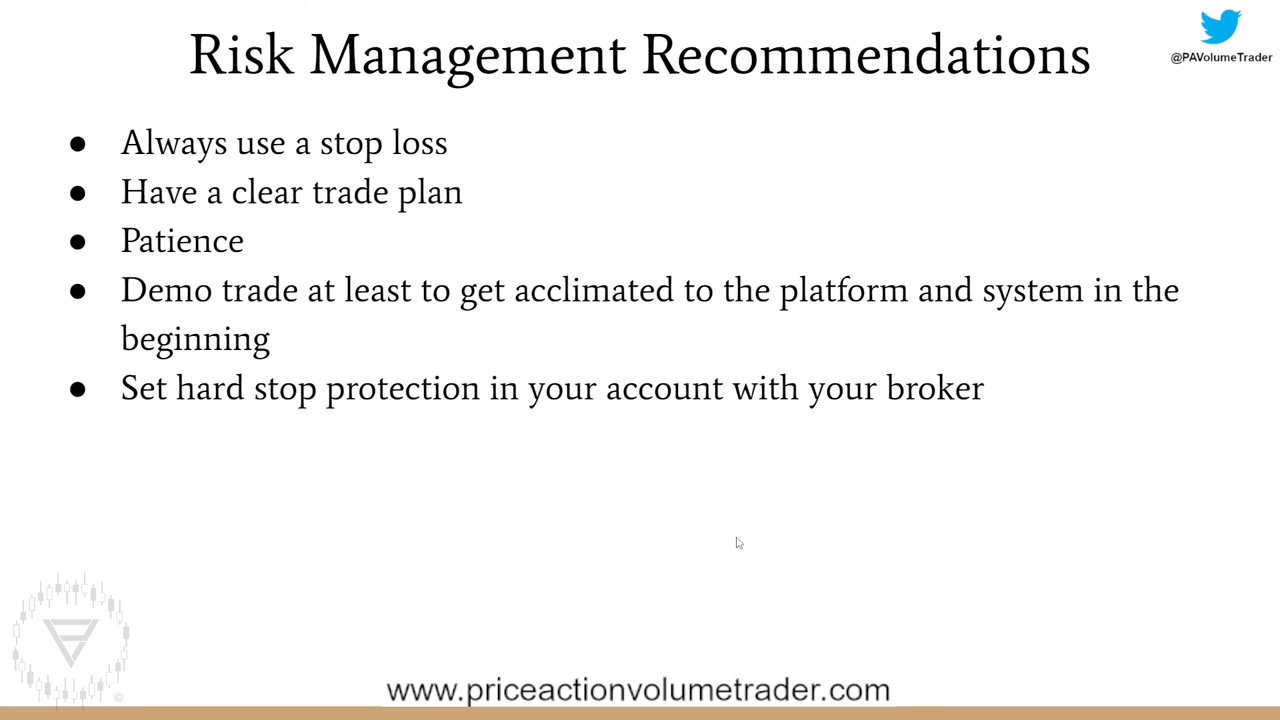 Risk Management Recommendations
@PAVolumeTrader
● Always use a stop loss
● Have a clear trade plan
● Patience
● Demo trade at least to get acclimated to the platform and system in the
beginning
● Set hard stop protection in your account with your broker
©
www.priceactionvolumetrader.com